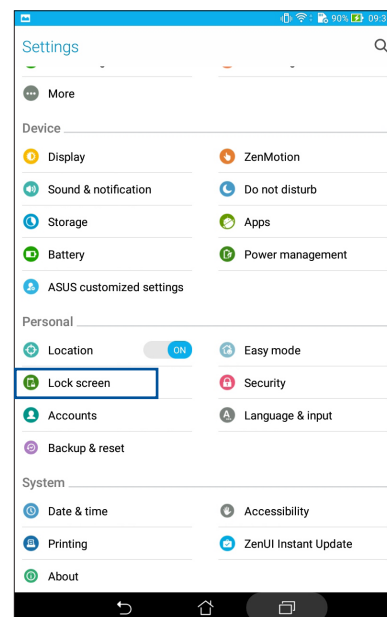 90% 09:3
Settings
More
Device
Display ZenMotion
Sound & notification Do not disturb
Storage Apps
Battery Power management
ASUS customized settings
Personal
Location ON Easy mode
Lock screen Security
Accounts Language & input
Backup & reset
System
Date & time Accessibility
Printing ZenUI Instant Update
About